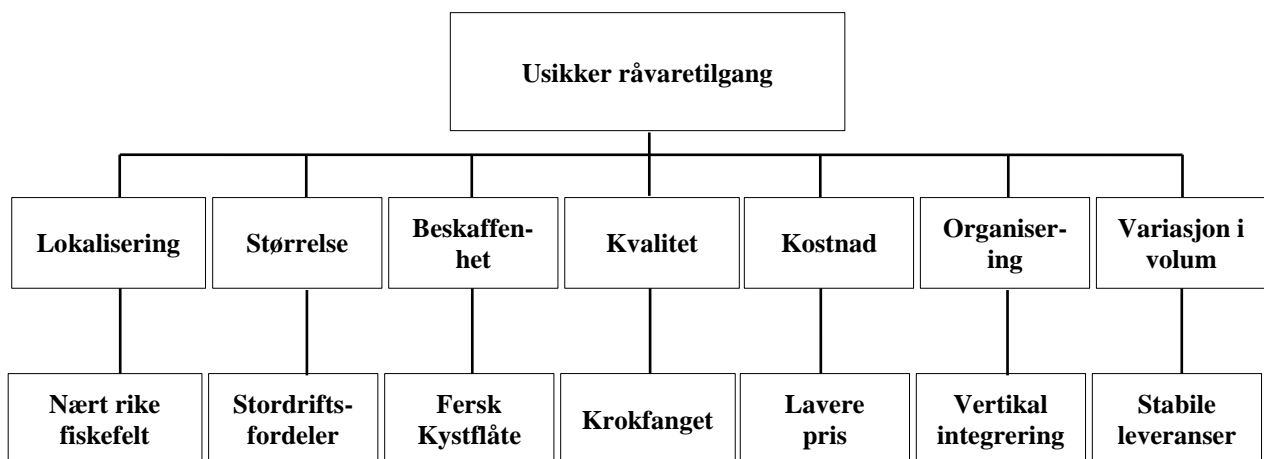 Usikker råvaretilgang
Lokalisering
Størrelse
Beskaffen-
het
Kvalitet
Kostnad
Organiser-
ing
Variasjon i
volum
Nært rike
fiskefelt
Stordrifts-
fordeler
Fersk
Kystflåte
Krokfanget
Lavere
pris
Vertikal
integrering
Stabile
leveranser